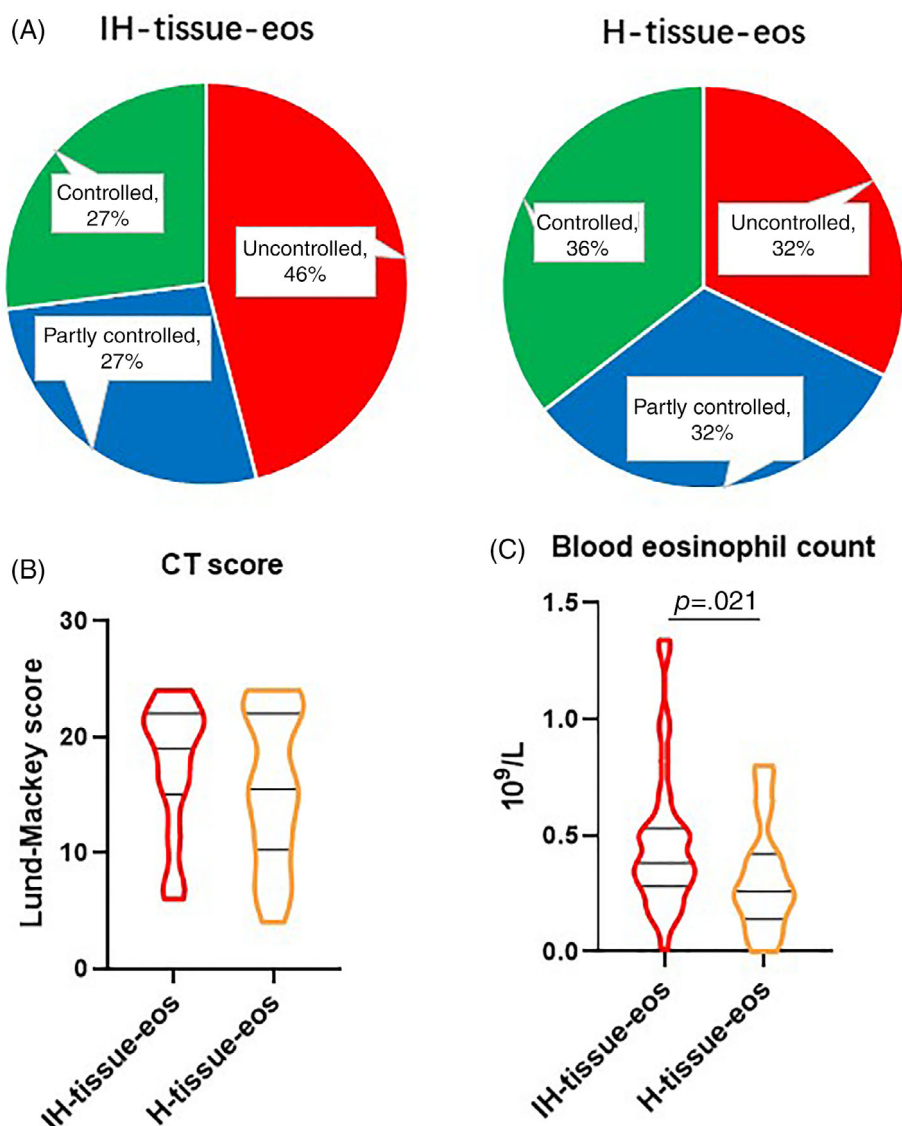 (A)
IH-tissue-eos
H-tissue-eos
Controlled,
27%
Uncontrolled,
46%
Partly controlled,
27%
Controlled,
36%
Uncontrolled,
32%
Partly controlled,
32%
(B)
CT score
Lund-Mackey score
30
20
10
0
IH-tissue-eos
H-tissue-eos
(C)
Blood eosinophil count
p=.021
10^9/L
1.5
1.0
0.5
0.0
IH-tissue-eos
H-tissue-eos